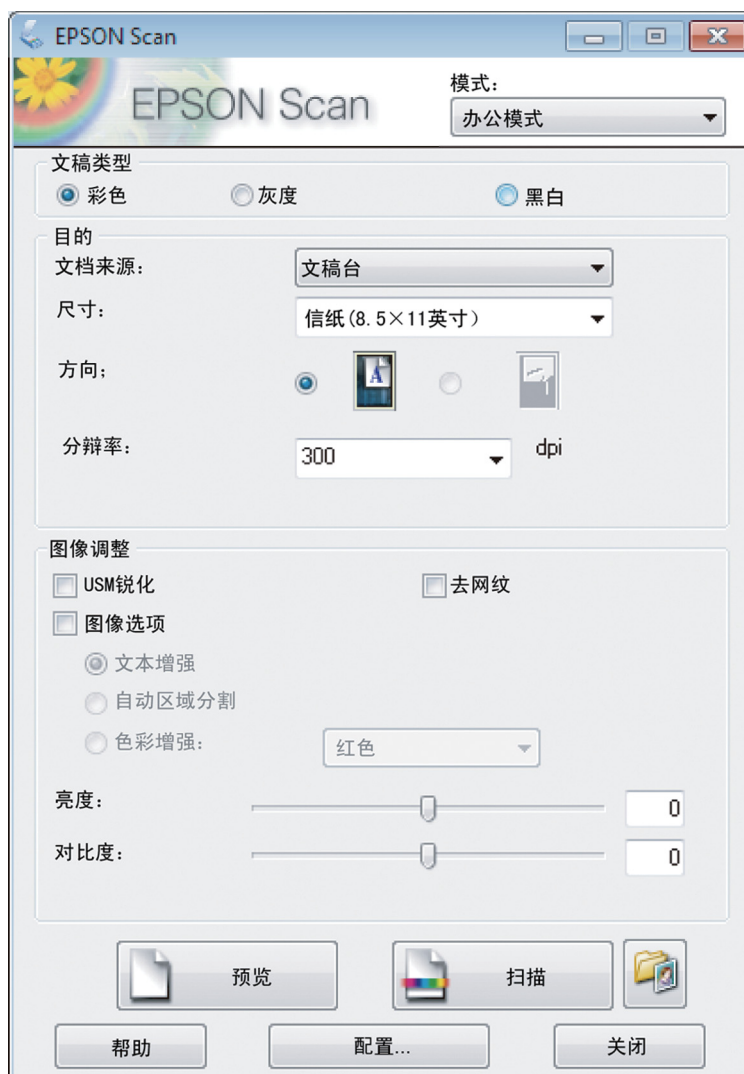 EPSON Scan
EPSON Scan
模式：
办公模式
文稿类型
彩色 灰度 黑白
目的
文档来源： 文稿台
尺寸： 信纸(8.5×11英寸)
方向；
A
分辩率： 300 dpi
图像调整
USM锐化 去网纹
图像选项
文本增强
自动区域分割
色彩增强： 红色
亮度： 0
对比度： 0
预览 扫描
帮助 配置... 关闭